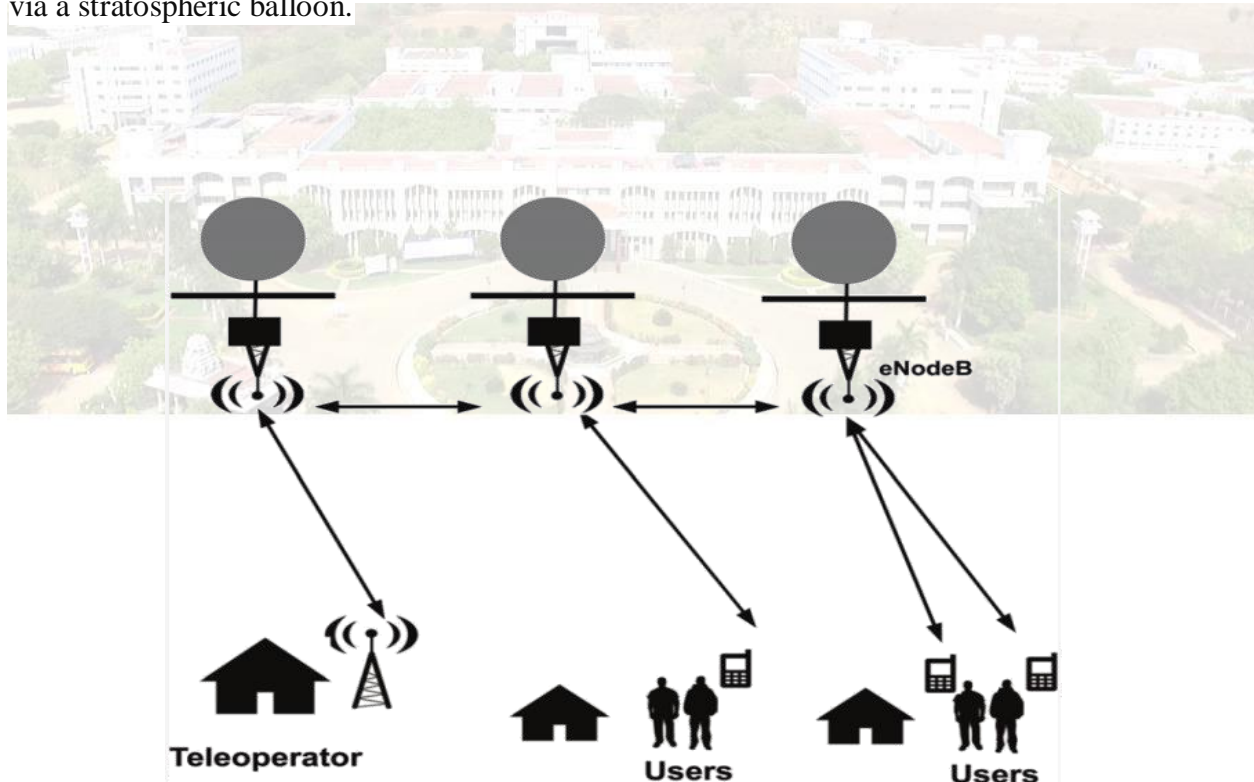 via a stratospheric balloon.
eNodeB
Teleoperator
Users
Users